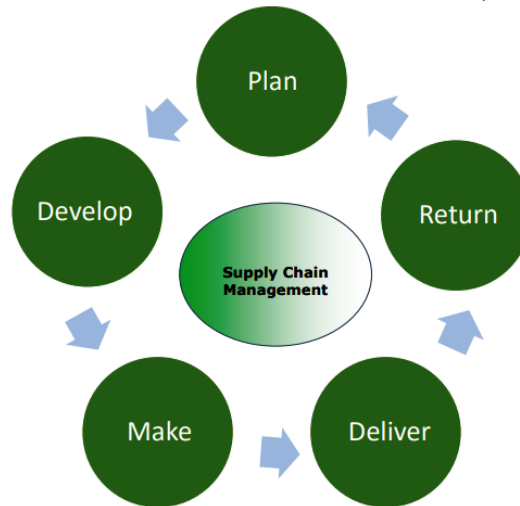 Plan
Develop
Return
Supply Chain
Management
Make
Deliver